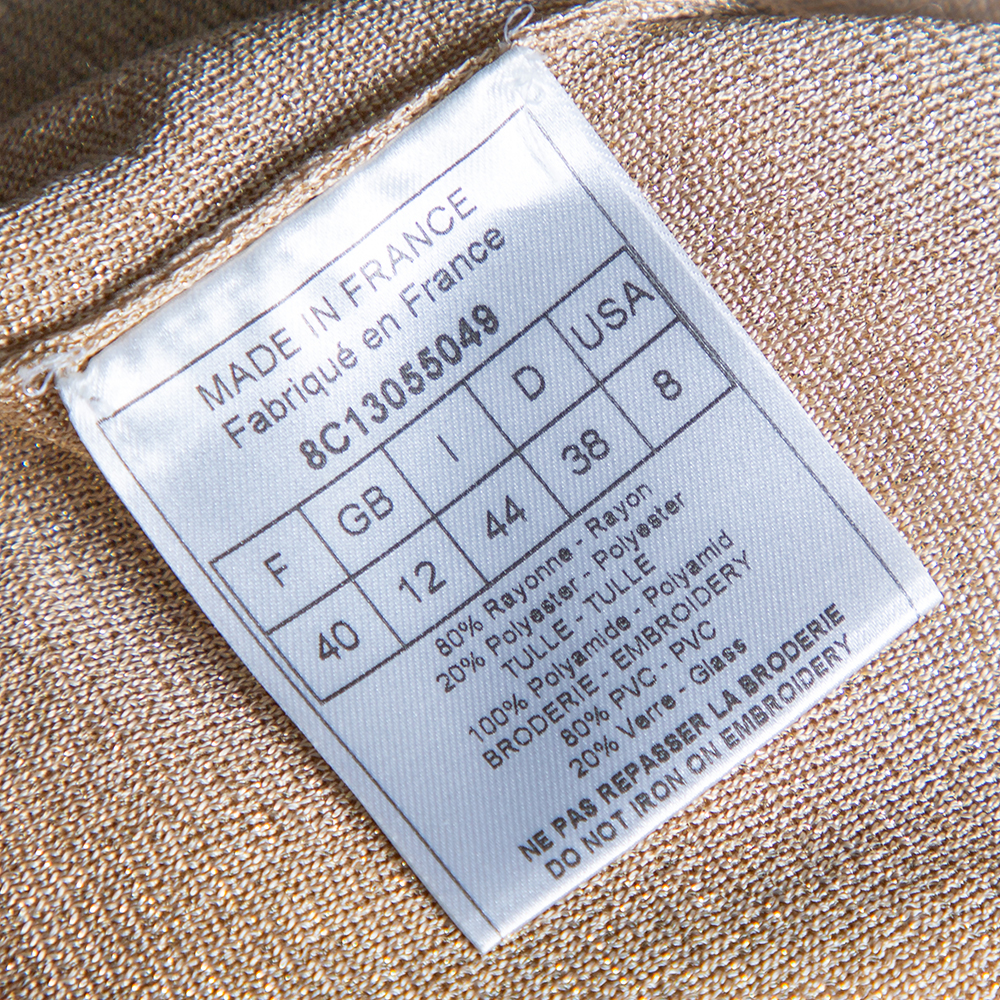 MADE IN FRANCE
Fabriqué en France
8C13055049
F GB I D USA
40 12 44 38 8
80% Rayonne - Rayon
20% Polyester - Polyester
TULLE - TULLE
100% Polyamide - Polyamid
BRODERIE - EMBROIDERY
80% PVC - PVC
20% Verre - Glass
NE PAS REPASSER LA BRODERIE
DO NOT IRON ON EMBROIDERY